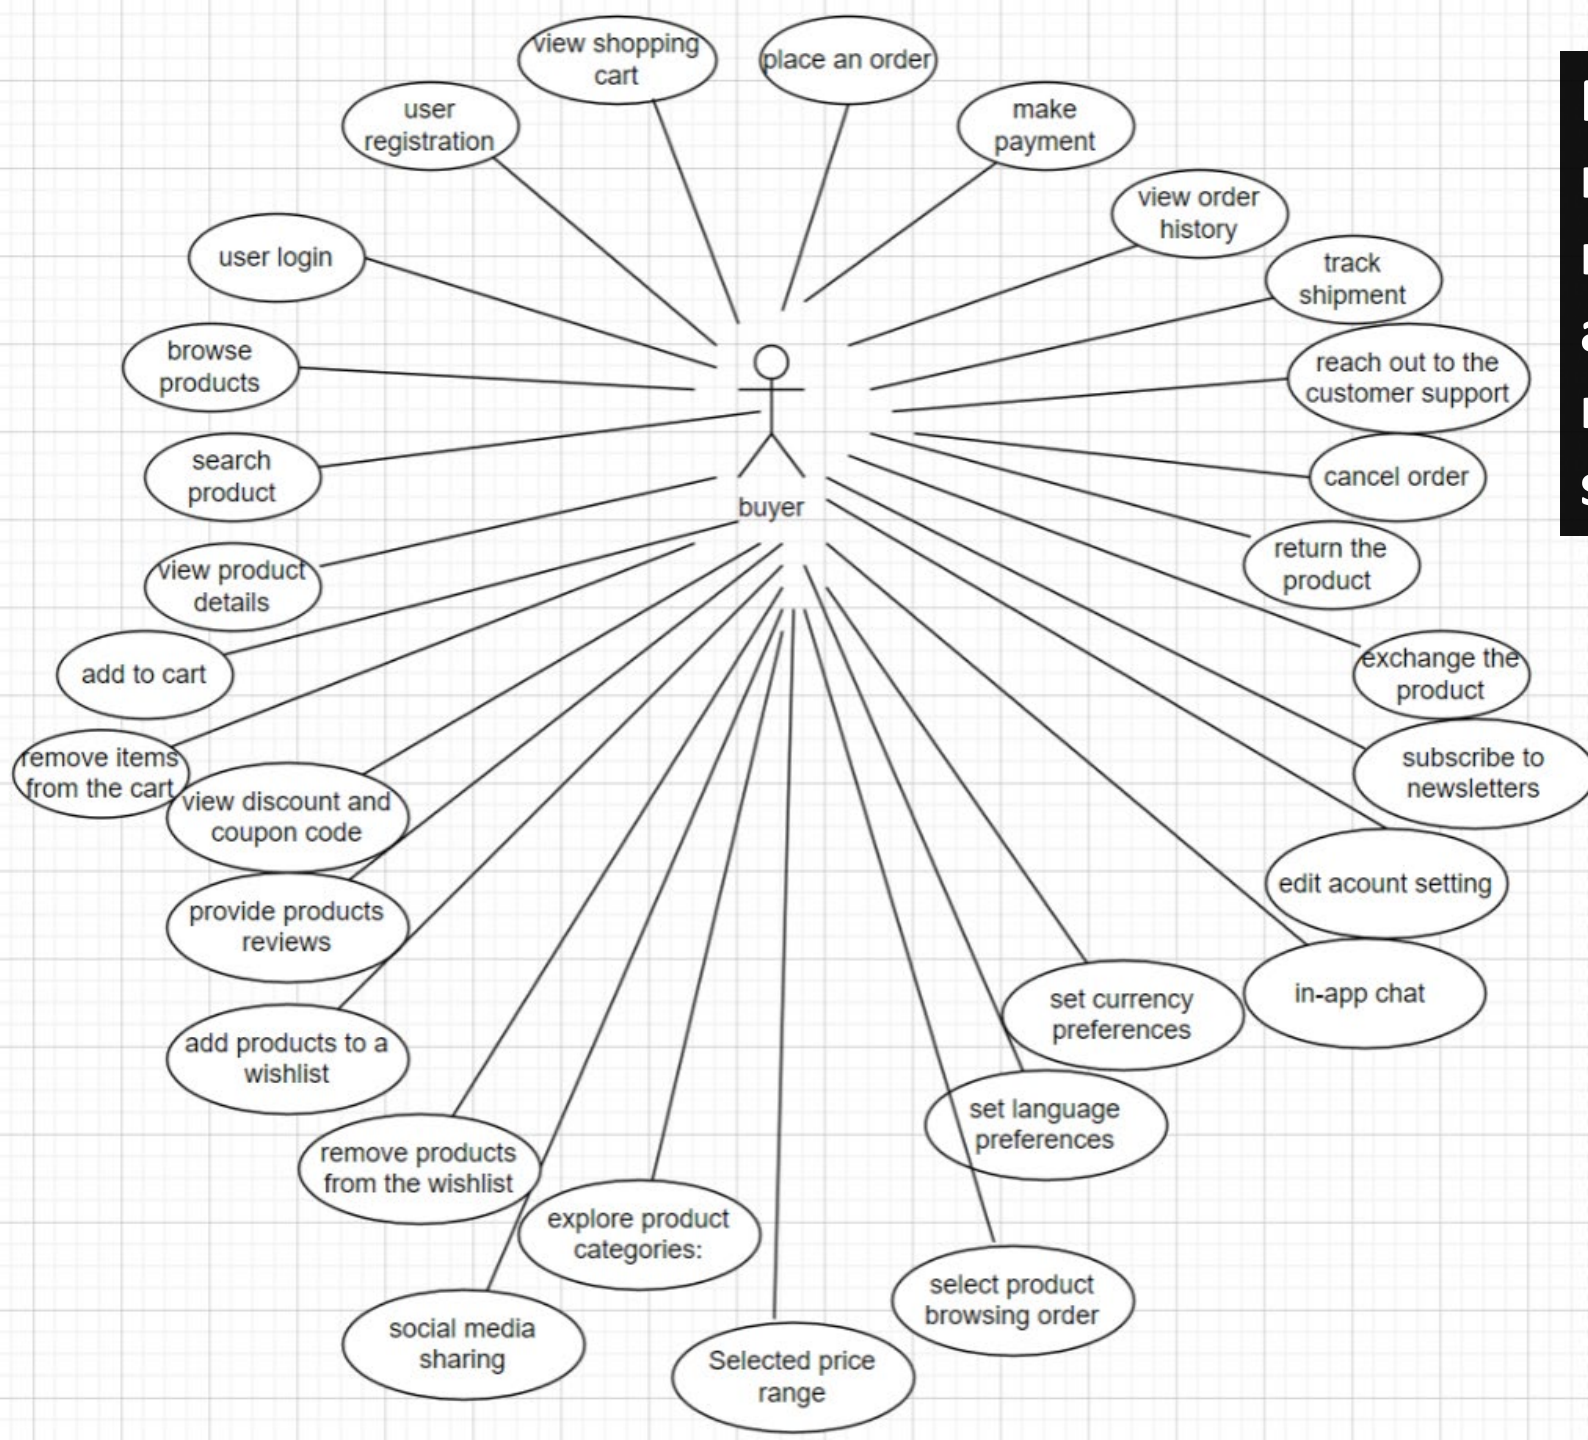 view shopping
cart
place an order
user
registration
make
payment
view order
history
user login
track
shipment
browse
products
reach out to the
customer support
search
product
cancel order
buyer
view product
details
return the
product
add to cart
exchange the
product
remove items
from the cart
subscribe to
newsletters
view discount and
coupon code
edit acount setting
provide products
reviews
in-app chat
set currency
preferences
add products to a
wishlist
set language
preferences
remove products
from the wishlist
explore product
categories:
select product
browsing order
social media
sharing
Selected price
range